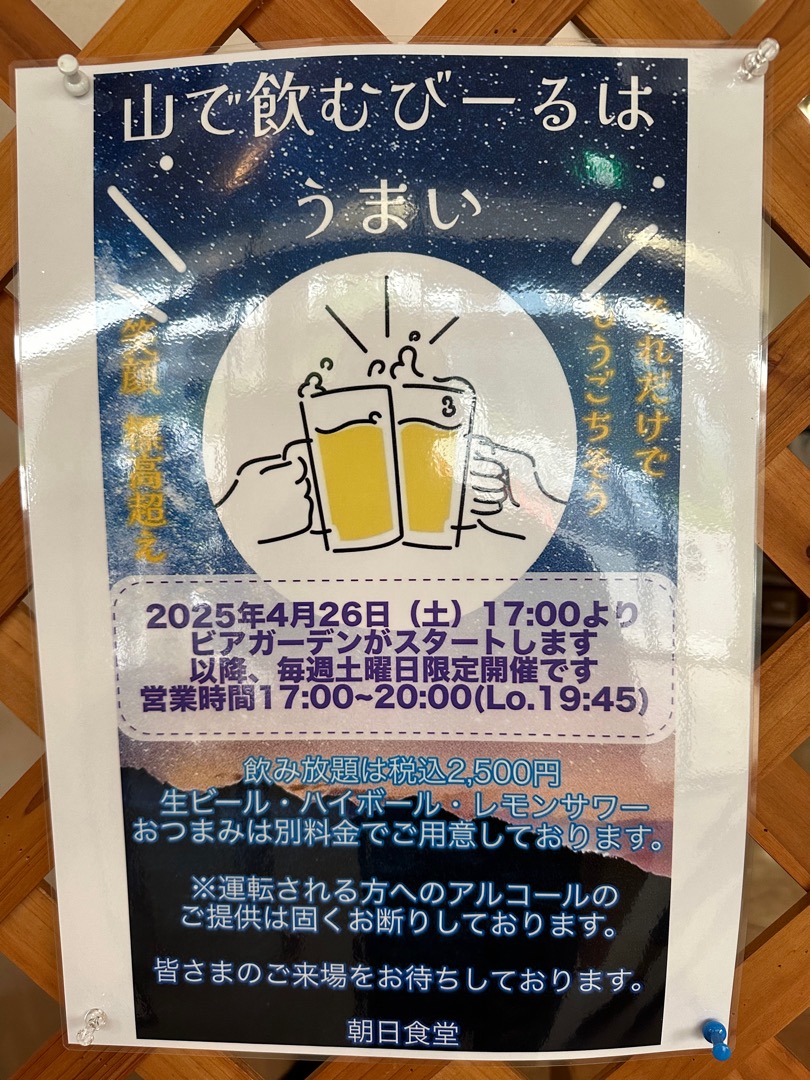 山で飲むびーるは
うまい
それだけで
もうごちそう
笑顔 標高超え
2025年4月26日（土）17:00より
ビアガーデンがスタートします
以降、毎週土曜日限定開催です
営業時間17:00~20:00(Lo.19:45)
飲み放題は税込2,500円
生ビール・ハイボール・レモンサワー
おつまみは別料金でご用意しております。
※運転される方へのアルコールの
ご提供は固くお断りしております。
皆さまのご来場をお待ちしております。
朝日食堂